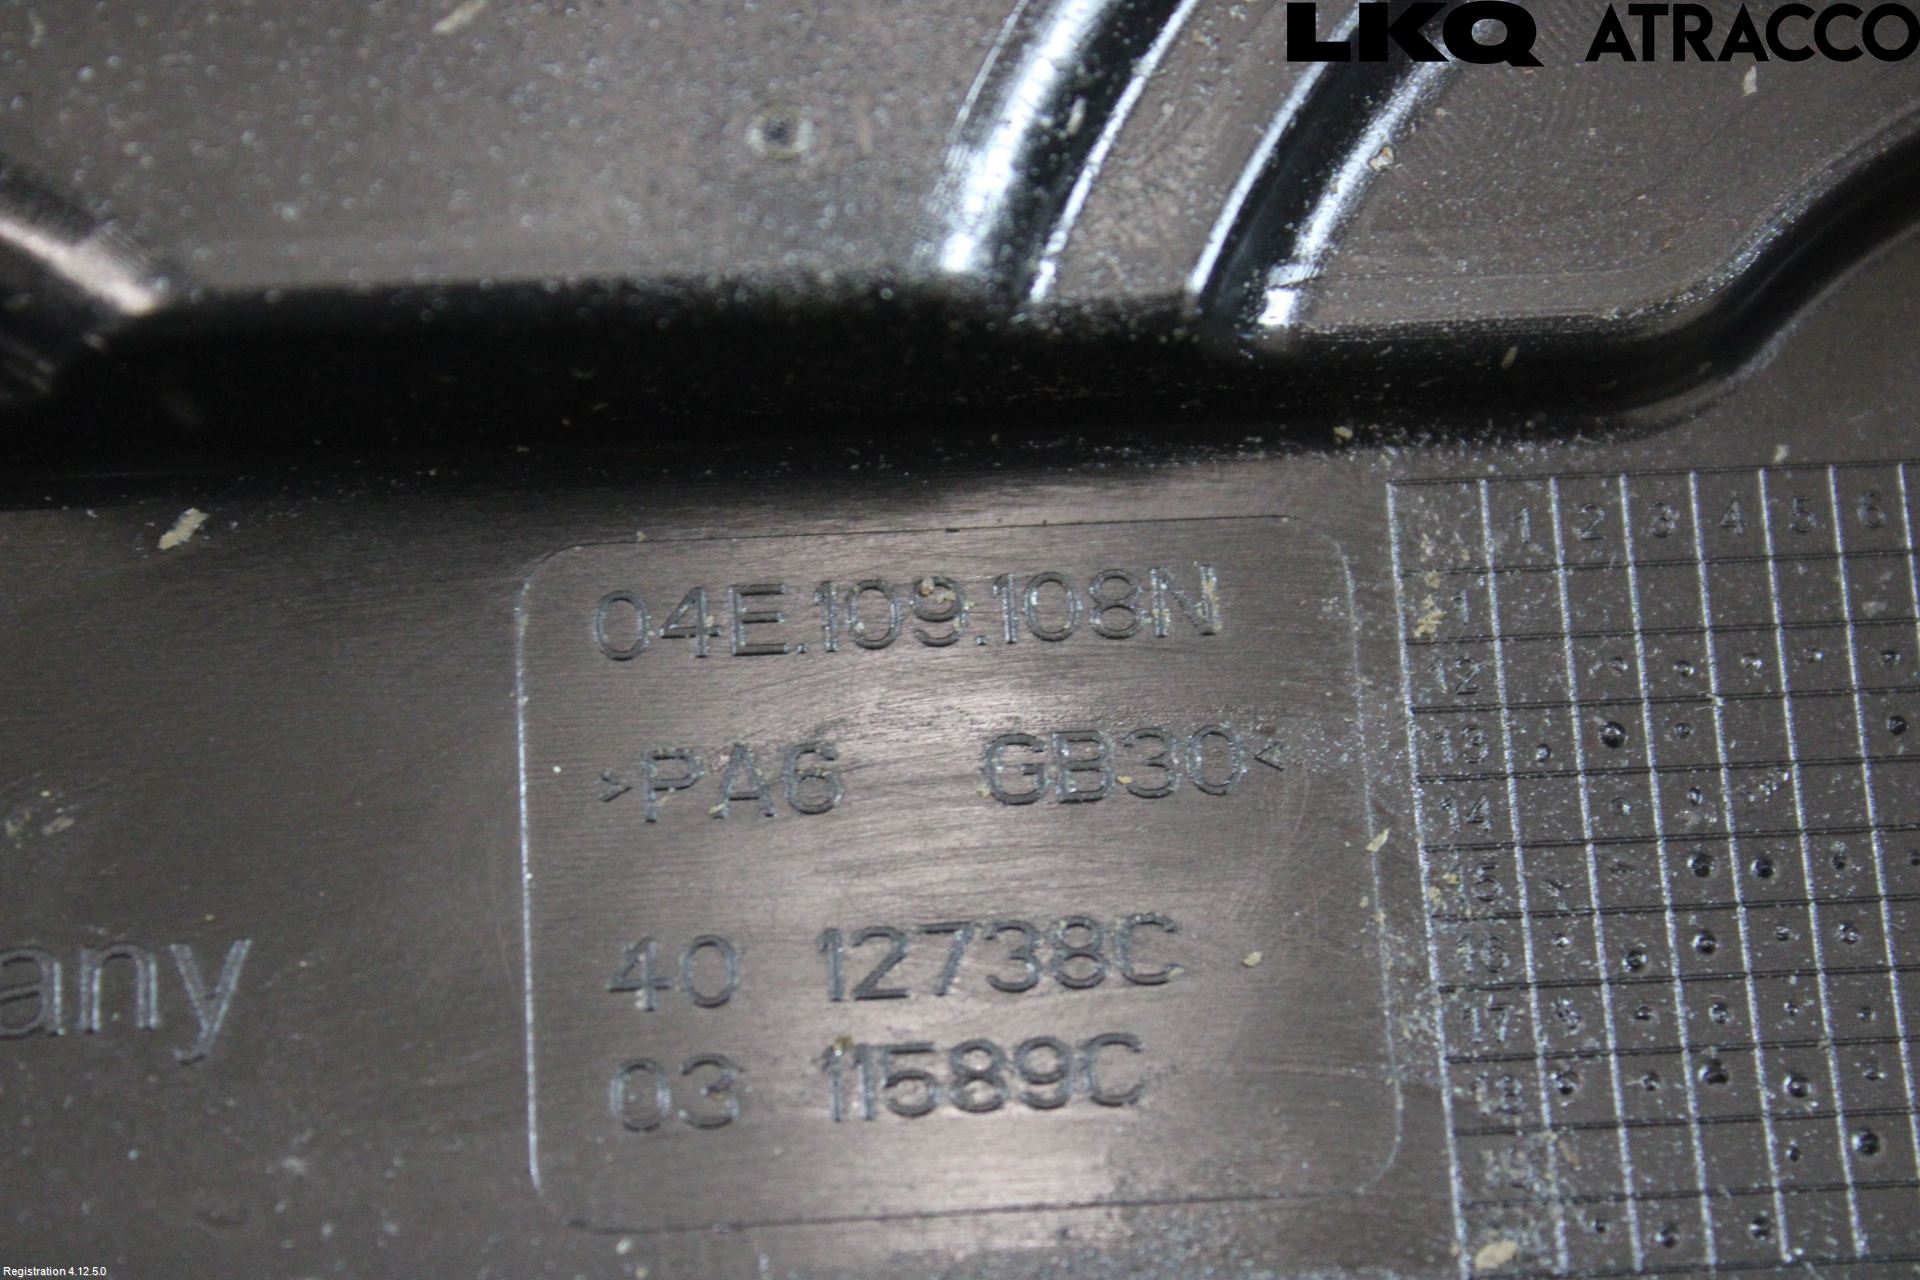 LKQ ATRACCO
1 2 3 4 5 6
04E.109.108N
12
>PA6 GB30<
13
14
15
40 12738C
16
any
17
03 11589C
18
Registration 4.12.5.0